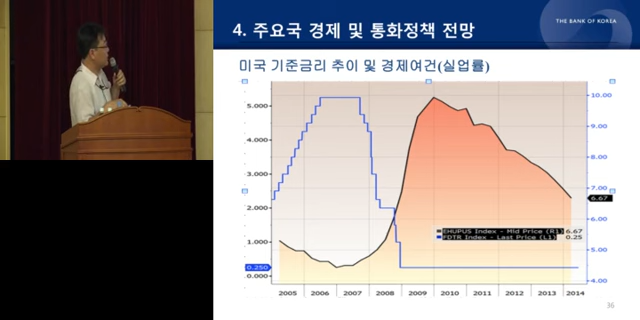 THE BANK OF KOREA
4. 주요국 경제 및 통화정책 전망
미국 기준금리 추이 및 경제여건(실업률)
5.000
4.000
3.000
2.000
1.000
0.250
0.000
10.00
9.00
8.00
7.00
6.67
6.00
5.00
4.00
EHUPUS Index - Mid Price (R1) 6.67
FDTR Index - Last Price (L1) 0.25
2005 2006 2007 2008 2009 2010 2011 2012 2013 2014
36